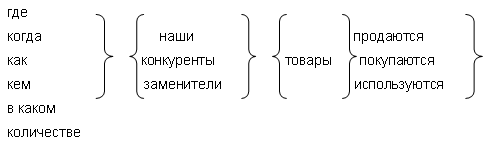 где
когда наши продаются
как конкуренты товары покупаются
кем заменители используются
в каком
количестве